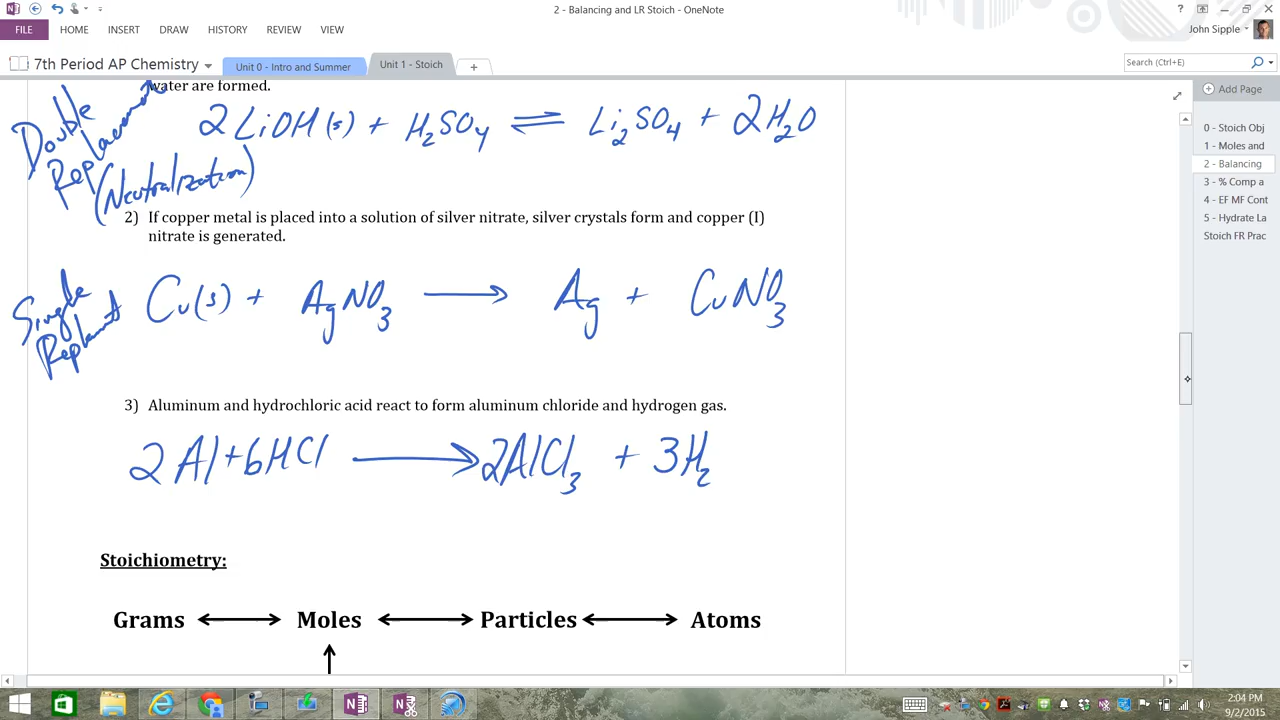 2 - Balancing and LR Stoich - OneNote
FILE HOME INSERT DRAW HISTORY REVIEW VIEW
John Sipple
7th Period AP Chemistry
Unit 0 - Intro and Summer
Unit 1 - Stoich
Search (Ctrl+E)
Add Page
0 - Stoich Obj
1 - Moles and
2 - Balancing
3 - % Comp a
4 - EF MF Cont
5 - Hydrate La
Stoich FR Prac
water are formed.
Double
Replacement
(Neutralization)
2LiOH(s) + H₂SO₄ ⇌ Li₂SO₄ + 2H₂O
2) If copper metal is placed into a solution of silver nitrate, silver crystals form and copper (I)
nitrate is generated.
Single
Cu(s) + AgNO₃ → Ag + CuNO₃
3) Aluminum and hydrochloric acid react to form aluminum chloride and hydrogen gas.
2Al+6HCl → 2AlCl₃ + 3H₂
Stoichiometry:
Grams ↔ Moles ↔ Particles ↔ Atoms
2:04 PM
9/2/2015